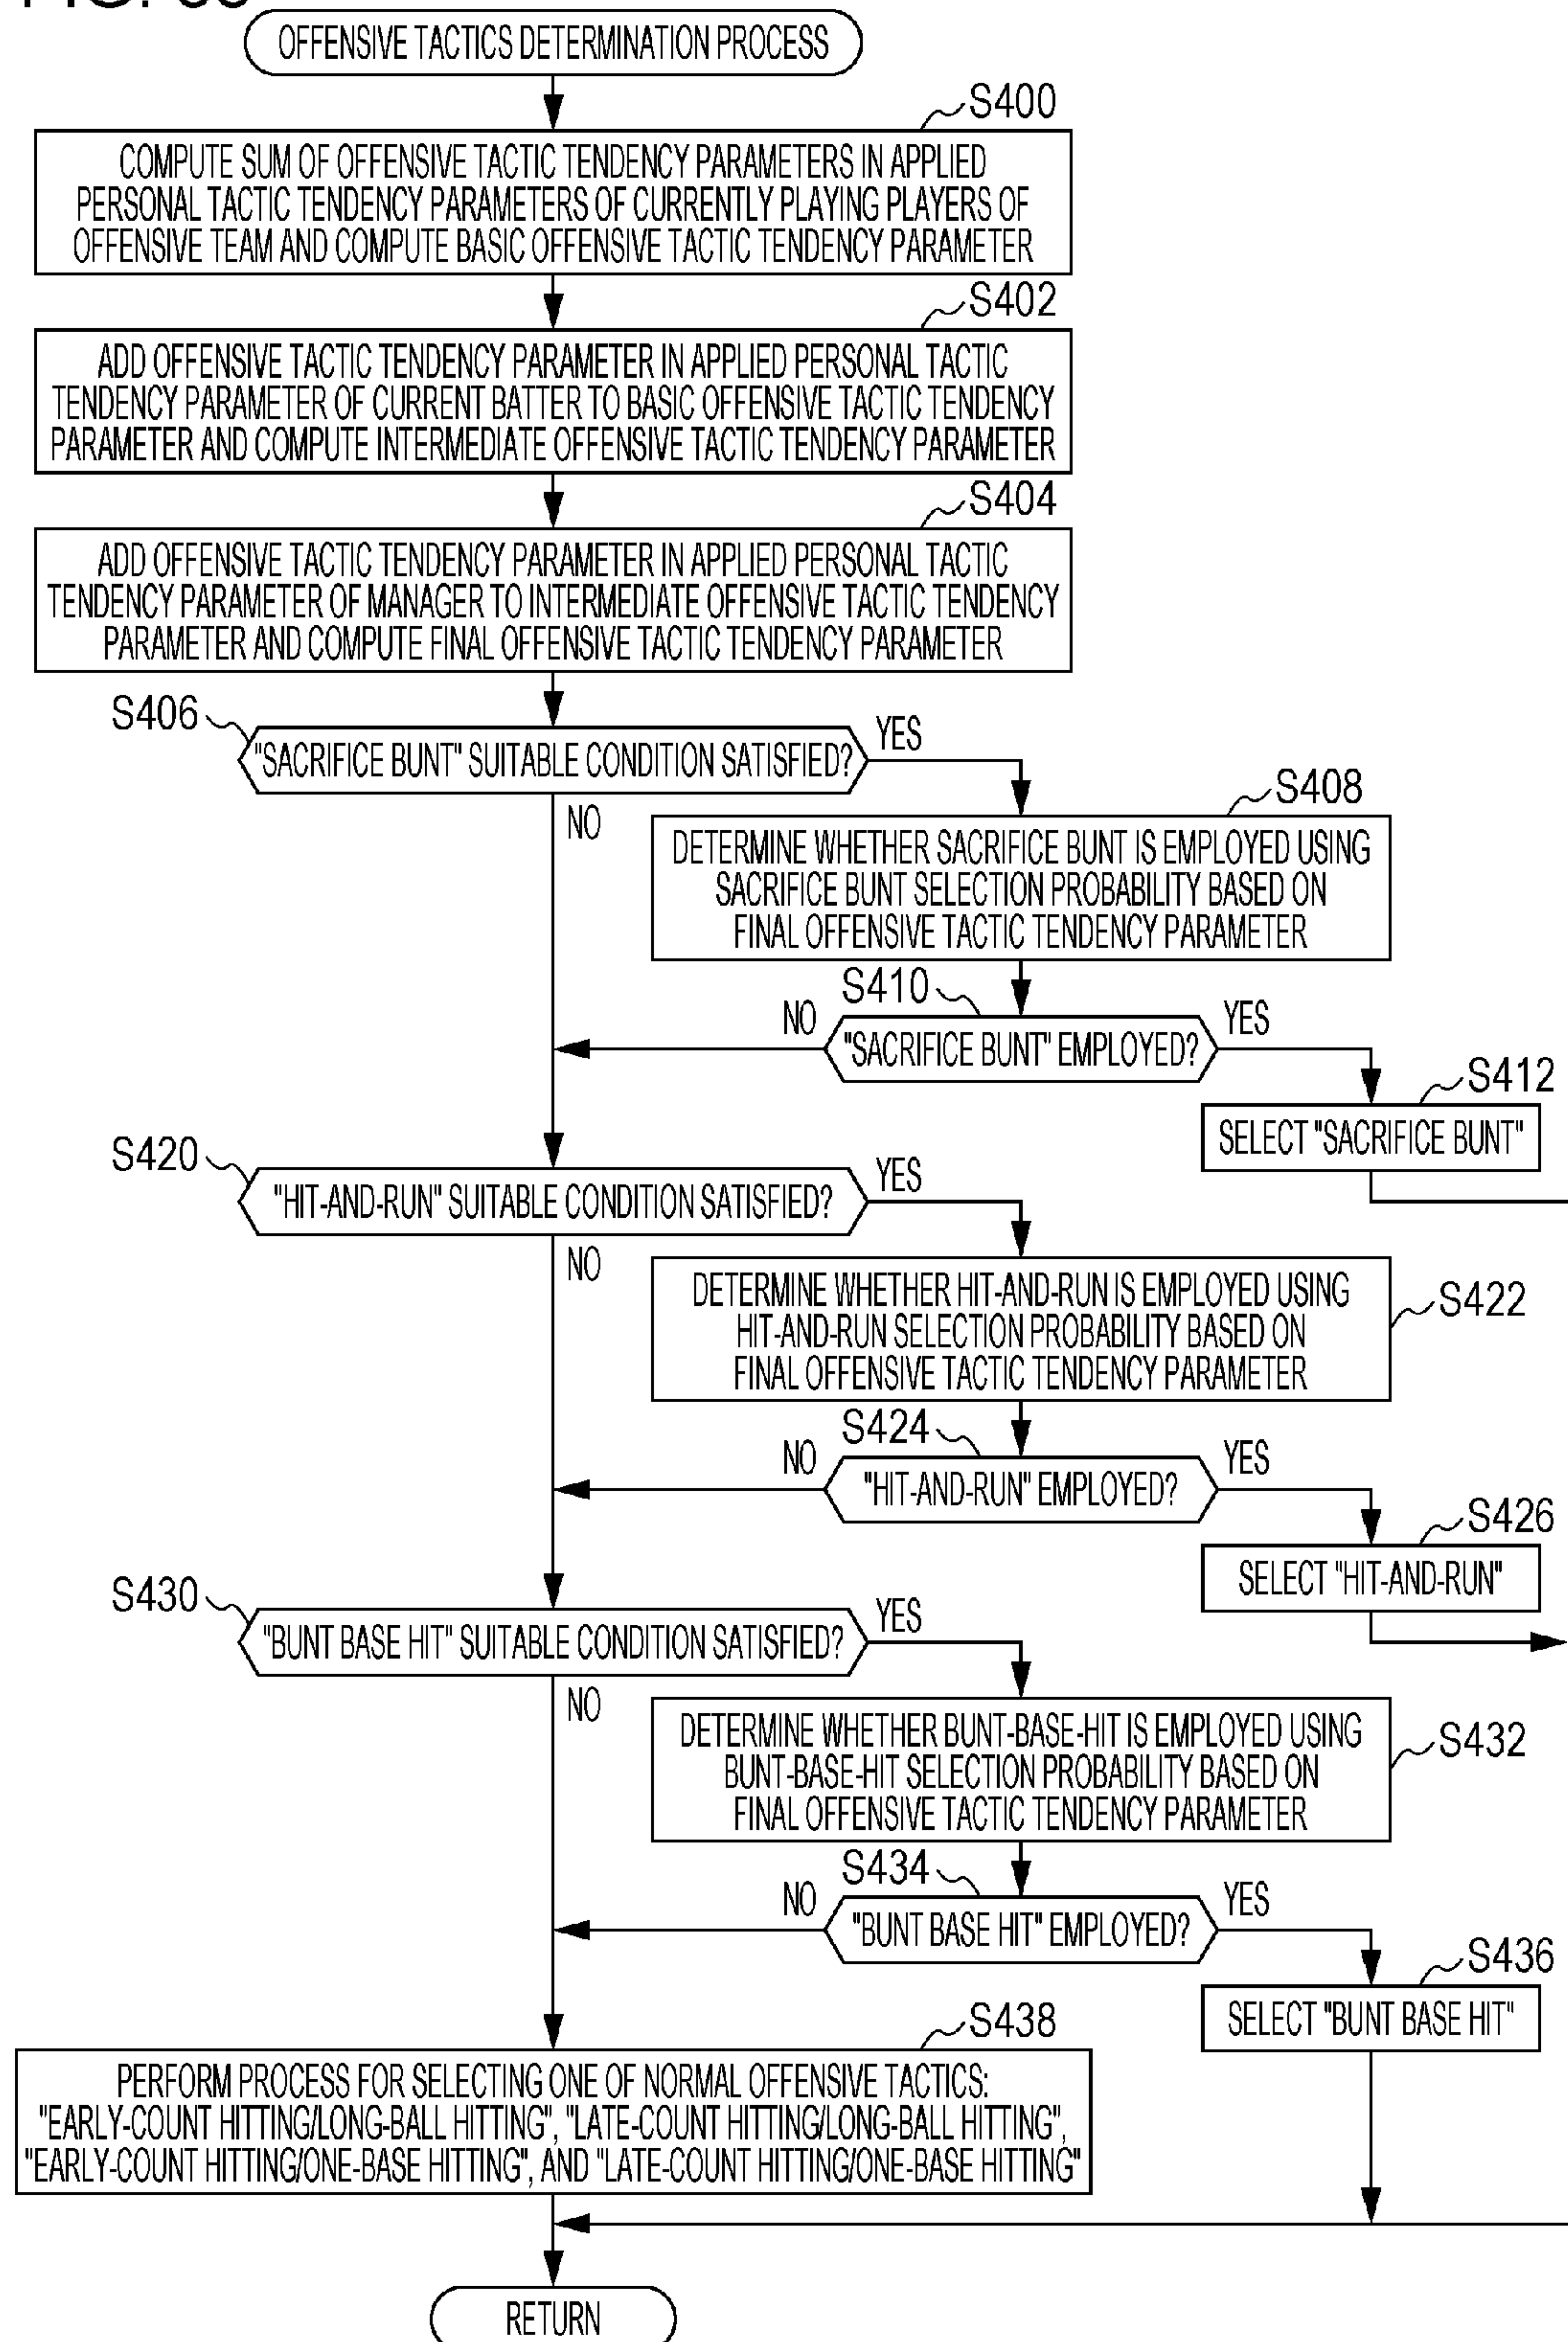 OFFENSIVE TACTICS DETERMINATION PROCESS
S400
COMPUTE SUM OF OFFENSIVE TACTIC TENDENCY PARAMETERS IN APPLIED
PERSONAL TACTIC TENDENCY PARAMETERS OF CURRENTLY PLAYING PLAYERS OF
OFFENSIVE TEAM AND COMPUTE BASIC OFFENSIVE TACTIC TENDENCY PARAMETER
S402
ADD OFFENSIVE TACTIC TENDENCY PARAMETER IN APPLIED PERSONAL TACTIC
TENDENCY PARAMETER OF CURRENT BATTER TO BASIC OFFENSIVE TACTIC TENDENCY
PARAMETER AND COMPUTE INTERMEDIATE OFFENSIVE TACTIC TENDENCY PARAMETER
S404
ADD OFFENSIVE TACTIC TENDENCY PARAMETER IN APPLIED PERSONAL TACTIC
TENDENCY PARAMETER OF MANAGER TO INTERMEDIATE OFFENSIVE TACTIC TENDENCY
PARAMETER AND COMPUTE FINAL OFFENSIVE TACTIC TENDENCY PARAMETER
S406
"SACRIFICE BUNT" SUITABLE CONDITION SATISFIED?
YES
NO
S408
DETERMINE WHETHER SACRIFICE BUNT IS EMPLOYED USING
SACRIFICE BUNT SELECTION PROBABILITY BASED ON
FINAL OFFENSIVE TACTIC TENDENCY PARAMETER
S410
NO
"SACRIFICE BUNT" EMPLOYED?
YES
S412
SELECT "SACRIFICE BUNT"
S420
"HIT-AND-RUN" SUITABLE CONDITION SATISFIED?
YES
NO
DETERMINE WHETHER HIT-AND-RUN IS EMPLOYED USING
HIT-AND-RUN SELECTION PROBABILITY BASED ON
FINAL OFFENSIVE TACTIC TENDENCY PARAMETER
S422
S424
NO
"HIT-AND-RUN" EMPLOYED?
YES
S426
SELECT "HIT-AND-RUN"
S430
"BUNT BASE HIT" SUITABLE CONDITION SATISFIED?
YES
NO
DETERMINE WHETHER BUNT-BASE-HIT IS EMPLOYED USING
BUNT-BASE-HIT SELECTION PROBABILITY BASED ON
FINAL OFFENSIVE TACTIC TENDENCY PARAMETER
S432
S434
NO
"BUNT BASE HIT" EMPLOYED?
YES
S436
SELECT "BUNT BASE HIT"
S438
PERFORM PROCESS FOR SELECTING ONE OF NORMAL OFFENSIVE TACTICS:
"EARLY-COUNT HITTING/LONG-BALL HITTING", "LATE-COUNT HITTING/LONG-BALL HITTING",
"EARLY-COUNT HITTING/ONE-BASE HITTING", AND "LATE-COUNT HITTING/ONE-BASE HITTING"
RETURN